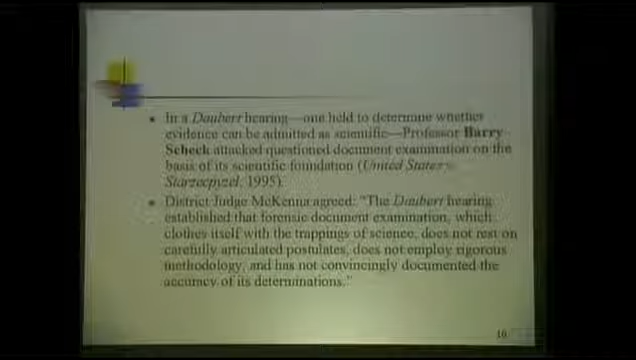 In a Daubert hearing—one held to determine whether
evidence can be admitted as scientific—Professor Barry
Scheck attacked questioned document examination on the
basis of its scientific foundation (United States v.
Starzecpyzel, 1995).
District Judge McKenna agreed: "The Daubert hearing
established that forensic document examination, which
clothes itself with the trappings of science, does not rest on
carefully articulated postulates, does not employ rigorous
methodology, and has not convincingly documented the
accuracy of its determinations."
16